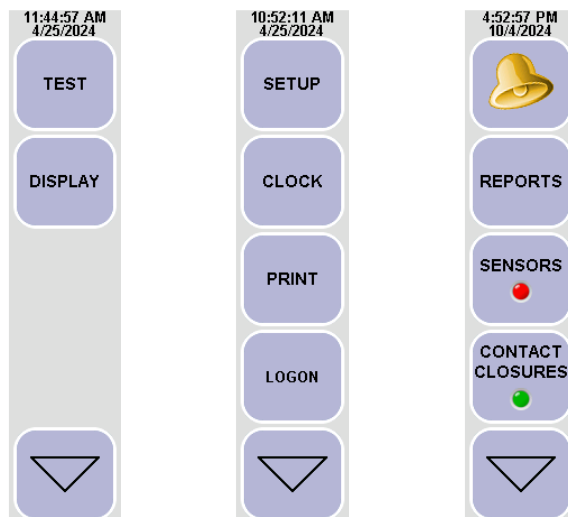 11:44:57 AM
4/25/2024
TEST
DISPLAY
10:52:11 AM
4/25/2024
SETUP
CLOCK
PRINT
LOGON
4:52:57 PM
10/4/2024
REPORTS
SENSORS
CONTACT
CLOSURES